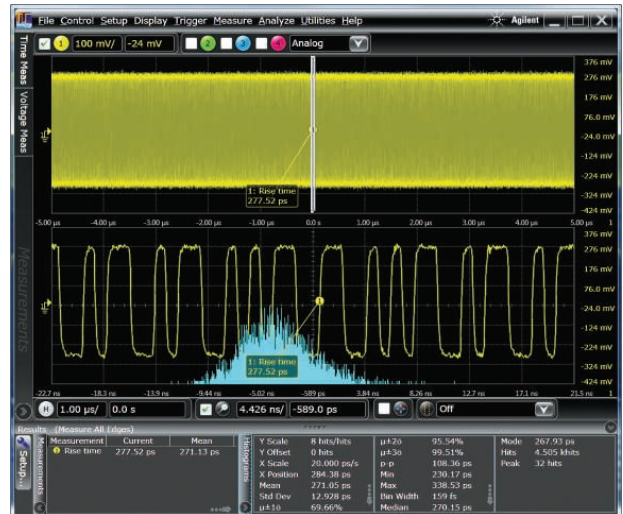 File Control Setup Display Trigger Measure Analyze Utilities Help Agilent
1 100 mV/ -24 mV 2 3 4 Analog
Time Meas
Voltage Meas
Measurements
376 mV
276 mV
176 mV
76.0 mV
-24.0 mV
-124 mV
-224 mV
-324 mV
-424 mV
1: Rise time
277.52 ps
-5.00 µs -4.00 µs -3.00 µs -2.00 µs -1.00 µs 0.0 s 1.00 µs 2.00 µs 3.00 µs 4.00 µs 5.00 µs 1
376 mV
276 mV
176 mV
76.0 mV
-24.0 mV
-124 mV
-224 mV
-324 mV
-424 mV
1
1: Rise time
277.52 ps
-22.7 ns -18.3 ns -13.9 ns -9.44 ns -5.02 ns -589 ps 3.84 ns 8.26 ns 12.7 ns 17.1 ns 21.5 ns 1
H 1.00 µs/ 0.0 s 4.426 ns/ -589.0 ps Off
Results (Measure All Edges)
Setup...
Measurements
Measurement Current Mean
Rise time 277.52 ps 271.13 ps
Histograms
Y Scale 8 hits/hits µ±2σ 95.54% Mode 267.93 ps
Y Offset 0 hits µ±3σ 99.51% Hits 4.505 khits
X Scale 20.000 ps/s p-p 108.36 ps Peak 32 hits
X Position 284.38 ps Min 230.17 ps
Mean 271.05 ps Max 338.53 ps
Std Dev 12.928 ps Bin Width 159 fs
µ±1σ 69.66% Median 270.15 ps